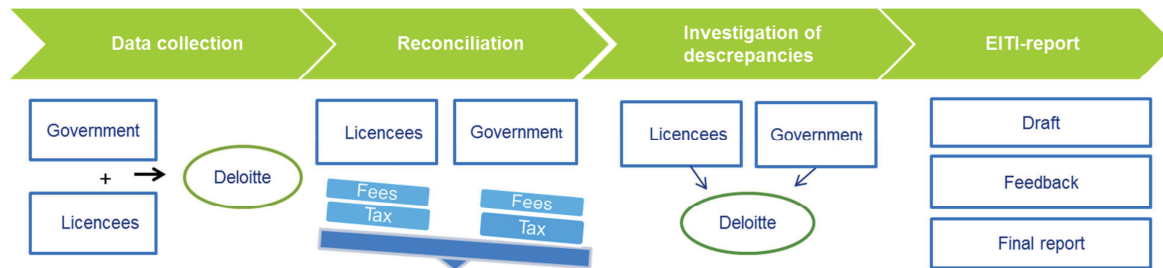 Data collection
Reconciliation
Investigation of
descrepancies
EITI-report
Government
+
Licencees
Deloitte
Licencees
Government
Fees
Tax
Fees
Tax
Licencees
Government
Deloitte
Draft
Feedback
Final report